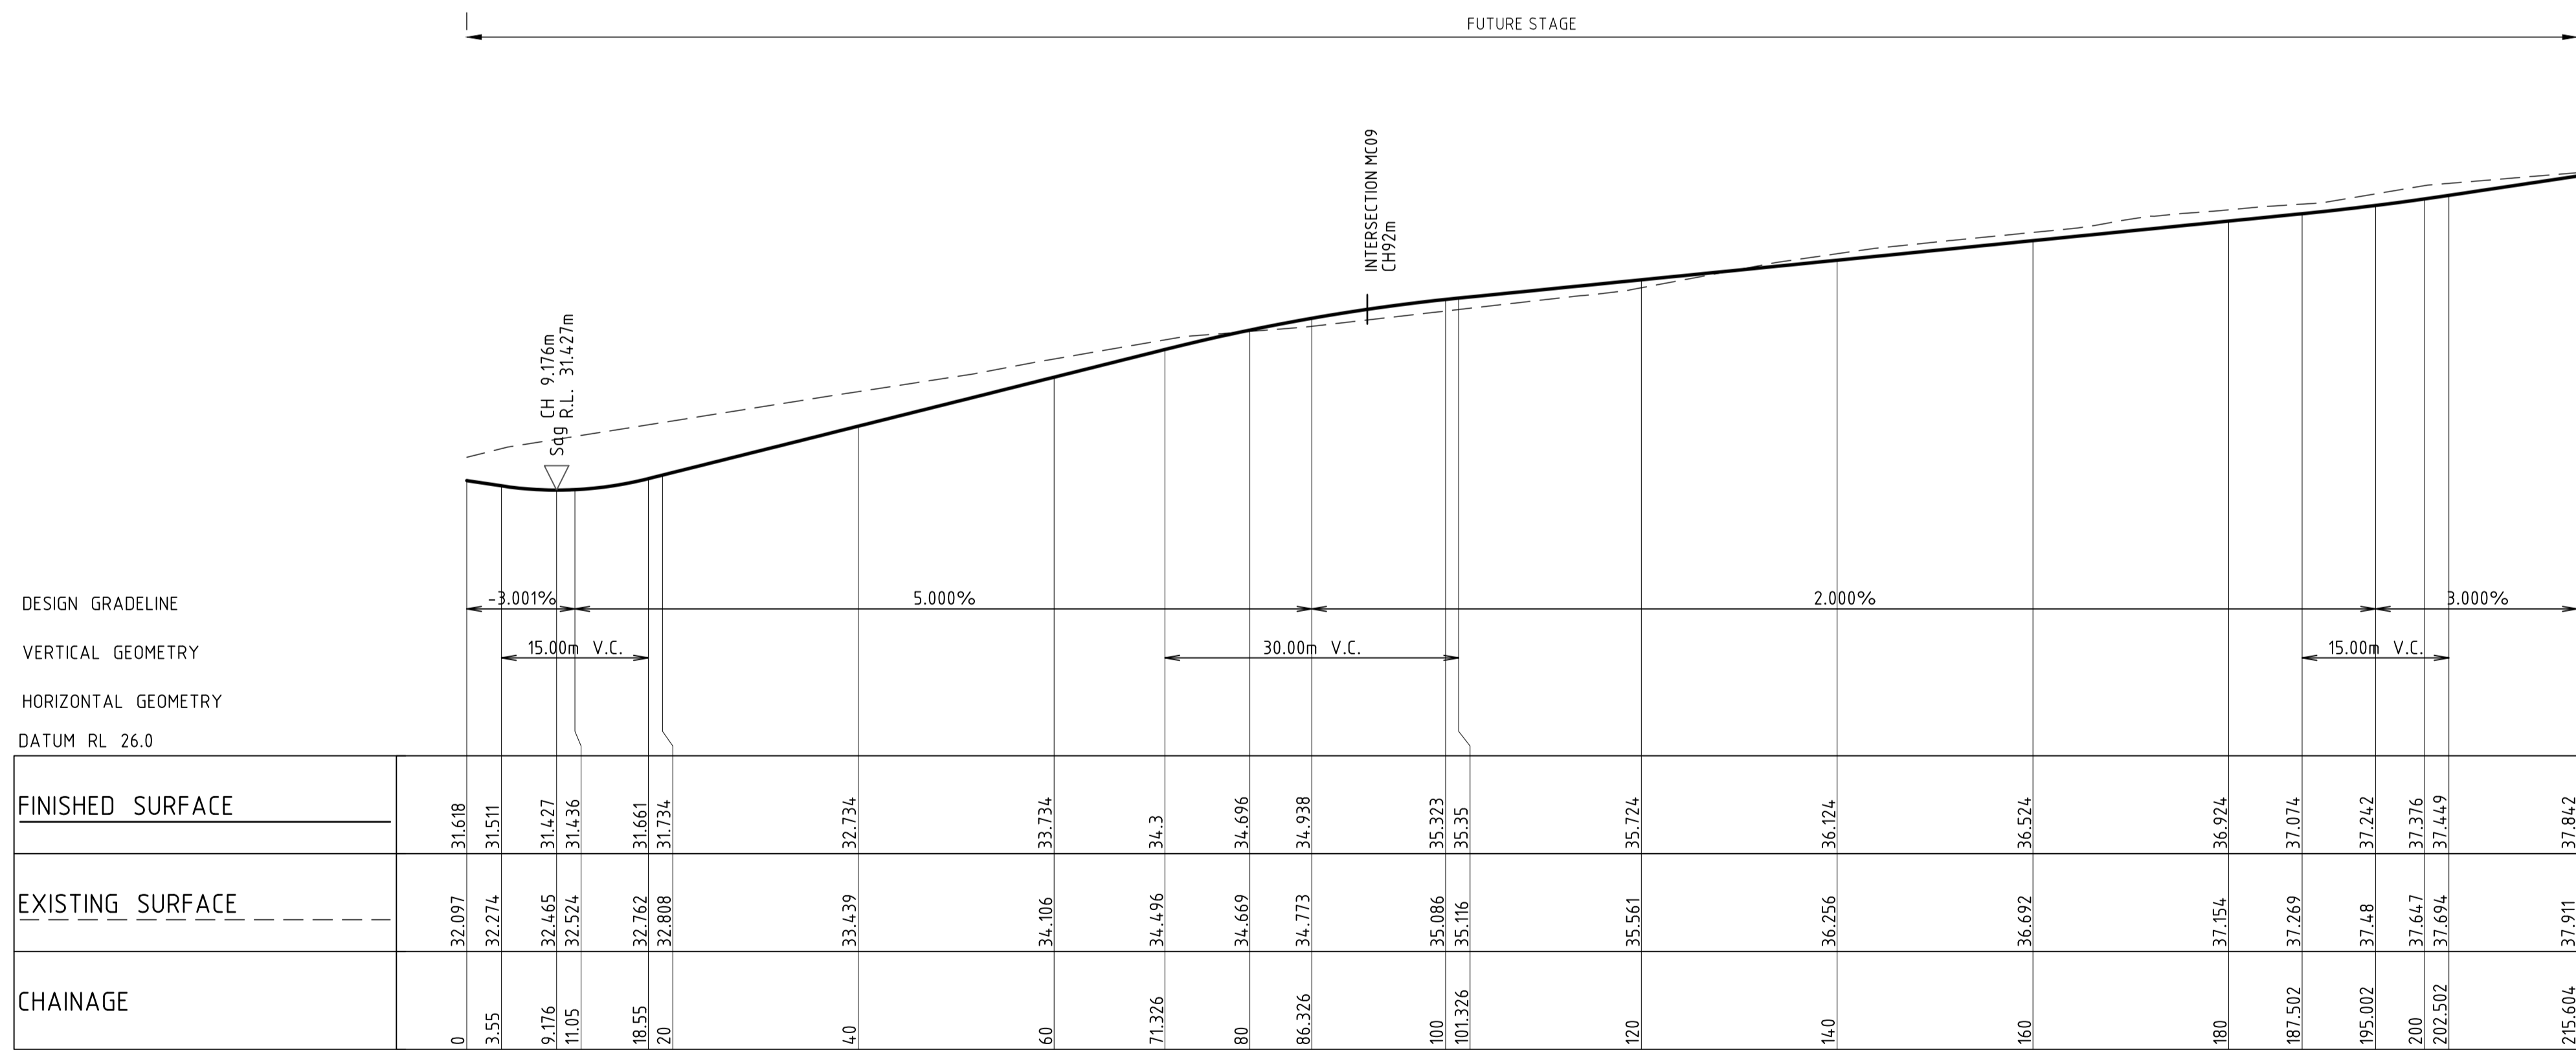 FUTURE STAGE
INTERSECTION MC09
CH92m
Sag CH 9.176m
R.L. 31.427m
DESIGN GRADELINE -3.001% 5.000% 2.000% 3.000%
VERTICAL GEOMETRY 15.00m V.C. 30.00m V.C. 15.00m V.C.
HORIZONTAL GEOMETRY
DATUM RL 26.0
FINISHED SURFACE 31.618 31.511 31.427 31.436 31.661 31.734 32.734 33.734 34.3 34.696 34.938 35.323 35.35 35.724 36.124 36.524 36.924 37.074 37.242 37.376 37.449 37.842
EXISTING SURFACE 32.097 32.274 32.465 32.524 32.762 32.808 33.439 34.106 34.496 34.669 34.773 35.086 35.116 35.561 36.256 36.692 37.154 37.269 37.48 37.647 37.694 37.911
CHAINAGE 0 3.55 9.176 11.05 18.55 20 40 60 71.326 80 86.326 100 101.326 120 140 160 180 187.502 195.002 200 202.502 215.604